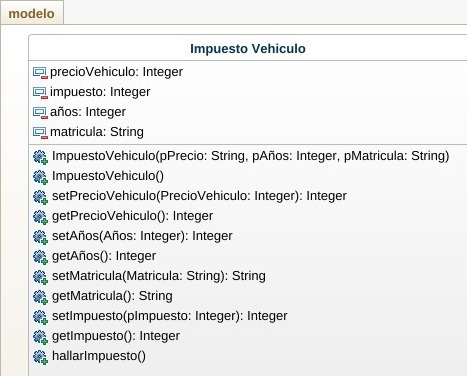 modelo
Impuesto Vehiculo
precioVehiculo: Integer
impuesto: Integer
años: Integer
matricula: String
ImpuestoVehiculo(pPrecio: String, pAños: Integer, pMatricula: String)
ImpuestoVehiculo()
setPrecioVehiculo(PrecioVehiculo: Integer): Integer
getPrecioVehiculo(): Integer
setAños(Años: Integer): Integer
getAños(): Integer
setMatricula(Matricula: String): String
getMatricula(): String
setImpuesto(pImpuesto: Integer): Integer
getImpuesto(): Integer
hallarImpuesto()